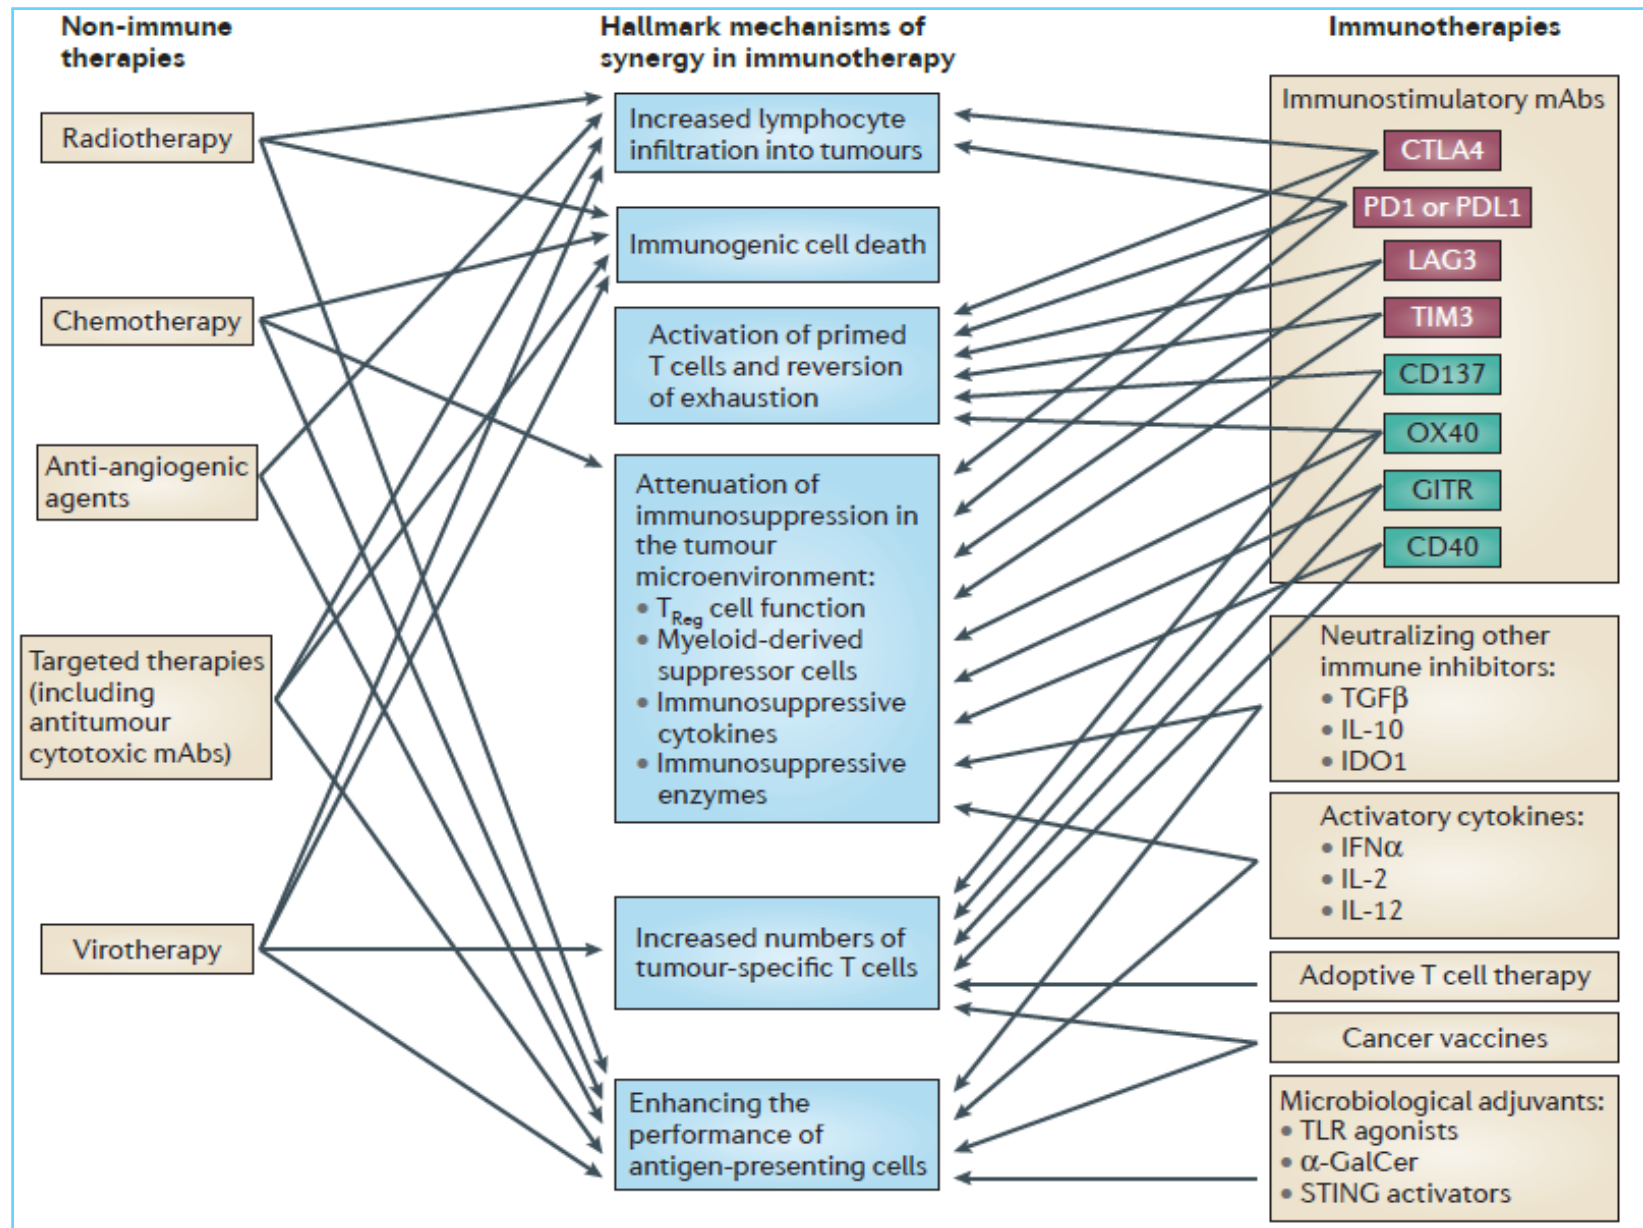 Non-immune
therapies
Hallmark mechanisms of
synergy in immunotherapy
Immunotherapies
Radiotherapy
Chemotherapy
Anti-angiogenic
agents
Targeted therapies
(including
antitumour
cytotoxic mAbs)
Virotherapy
Increased lymphocyte
infiltration into tumours
Immunogenic cell death
Activation of primed
T cells and reversion
of exhaustion
Attenuation of
immunosuppression in
the tumour
microenvironment:
• TReg cell function
• Myeloid-derived
suppressor cells
• Immunosuppressive
cytokines
• Immunosuppressive
enzymes
Increased numbers of
tumour-specific T cells
Enhancing the
performance of
antigen-presenting cells
Immunostimulatory mAbs
CTLA4
PD1 or PDL1
LAG3
TIM3
CD137
OX40
GITR
CD40
Neutralizing other
immune inhibitors:
• TGFβ
• IL-10
• IDO1
Activatory cytokines:
• IFNα
• IL-2
• IL-12
Adoptive T cell therapy
Cancer vaccines
Microbiological adjuvants:
• TLR agonists
• α-GalCer
• STING activators